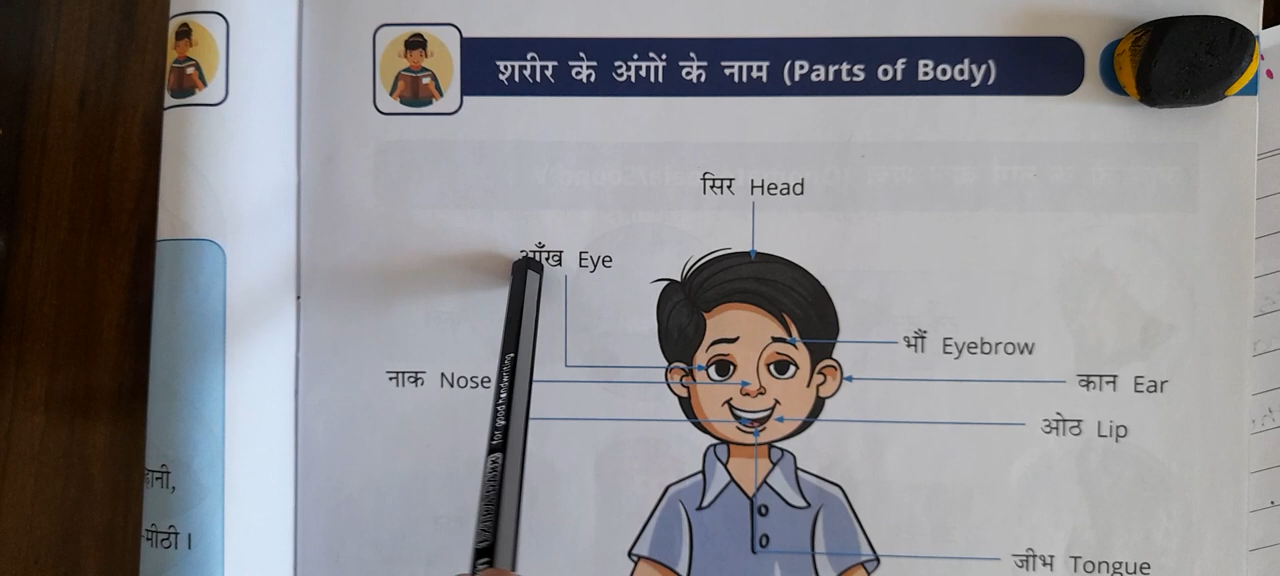 शरीर के अंगों के नाम (Parts of Body)
सिर Head
आँख Eye
भौं Eyebrow
नाक Nose
कान Ear
ओठ Lip
जीभ Tongue
for good handwriting
मीठी।